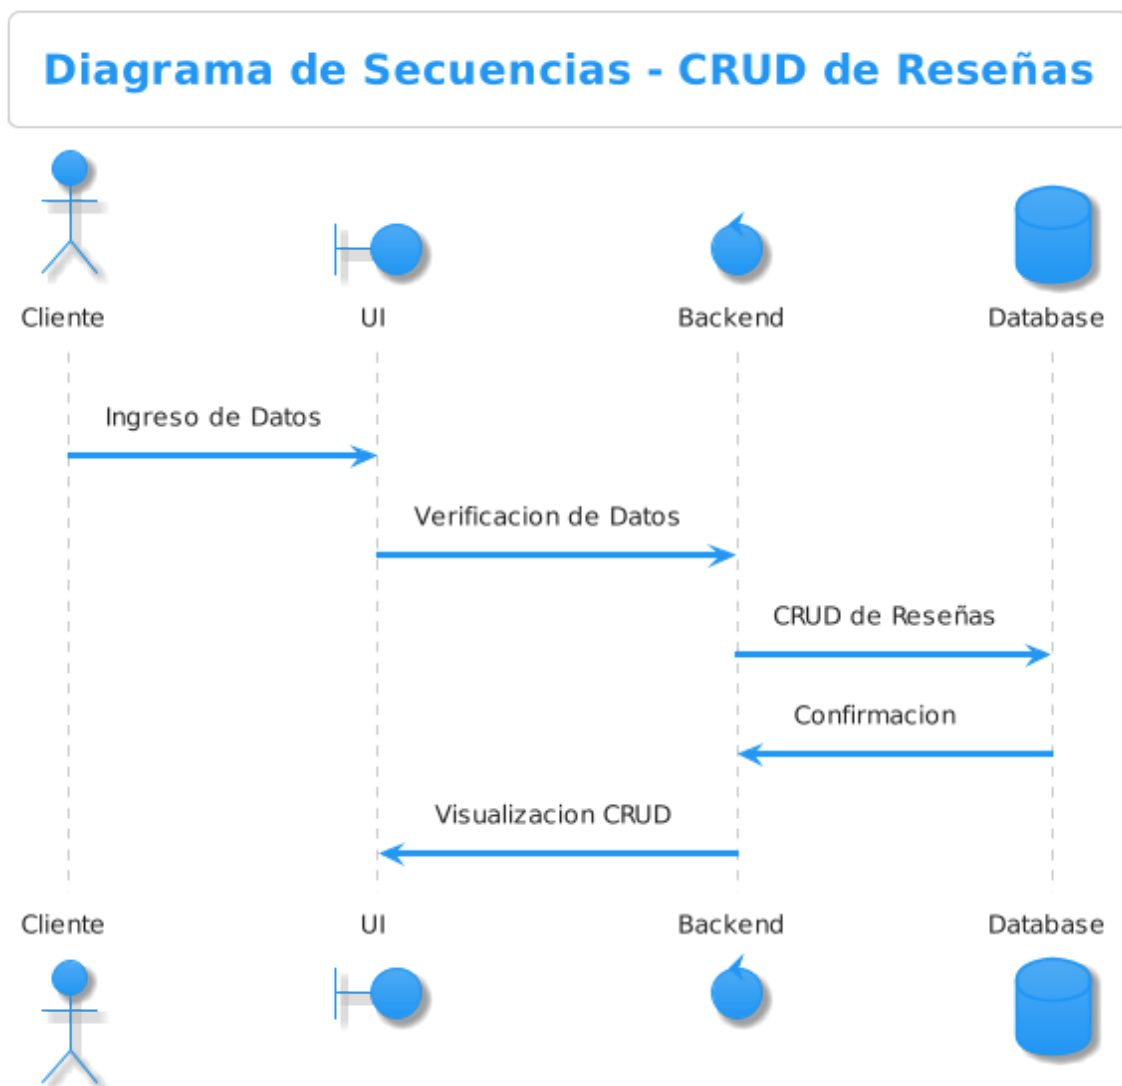 Diagrama de Secuencias - CRUD de Reseñas
Cliente
UI
Backend
Database
Ingreso de Datos
Verificacion de Datos
CRUD de Reseñas
Confirmacion
Visualizacion CRUD
Cliente
UI
Backend
Database